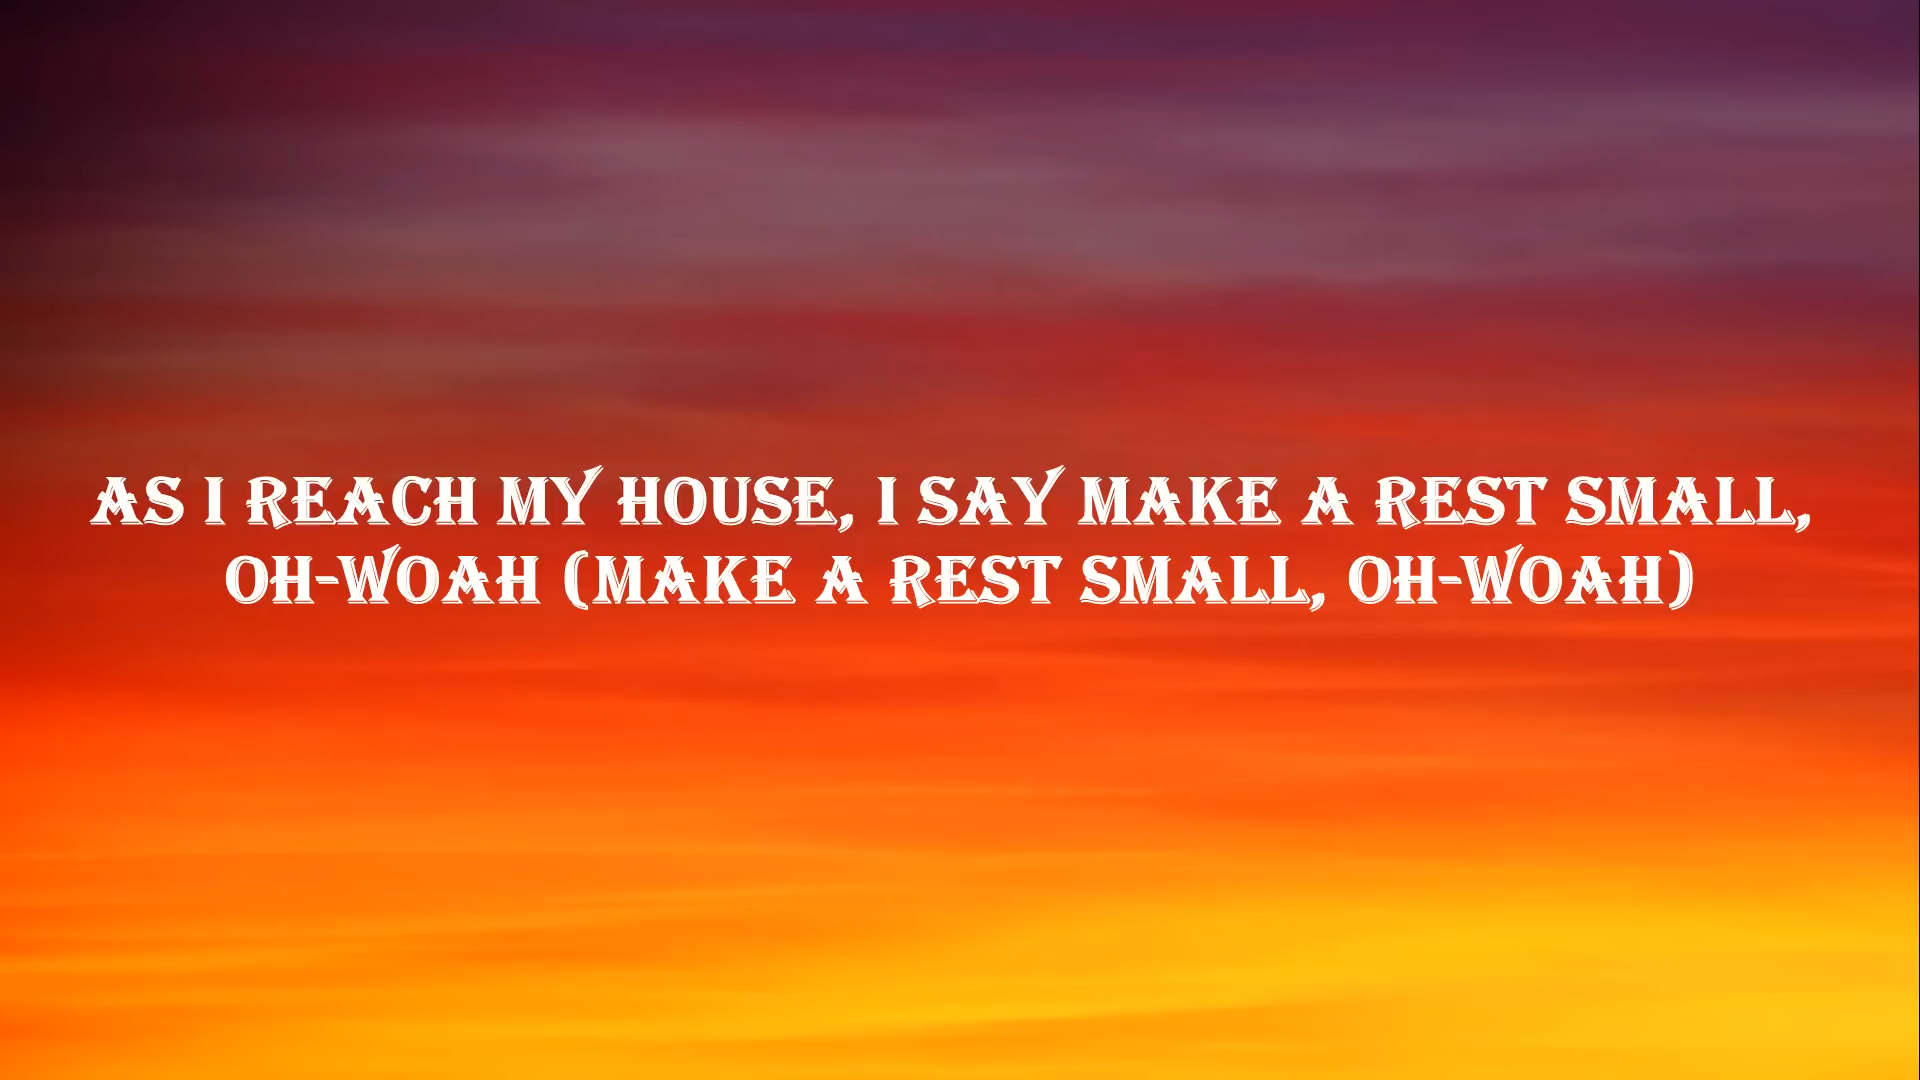 AS I REACH MY HOUSE, I SAY MAKE A REST SMALL,
OH-WOAH (MAKE A REST SMALL, OH-WOAH)